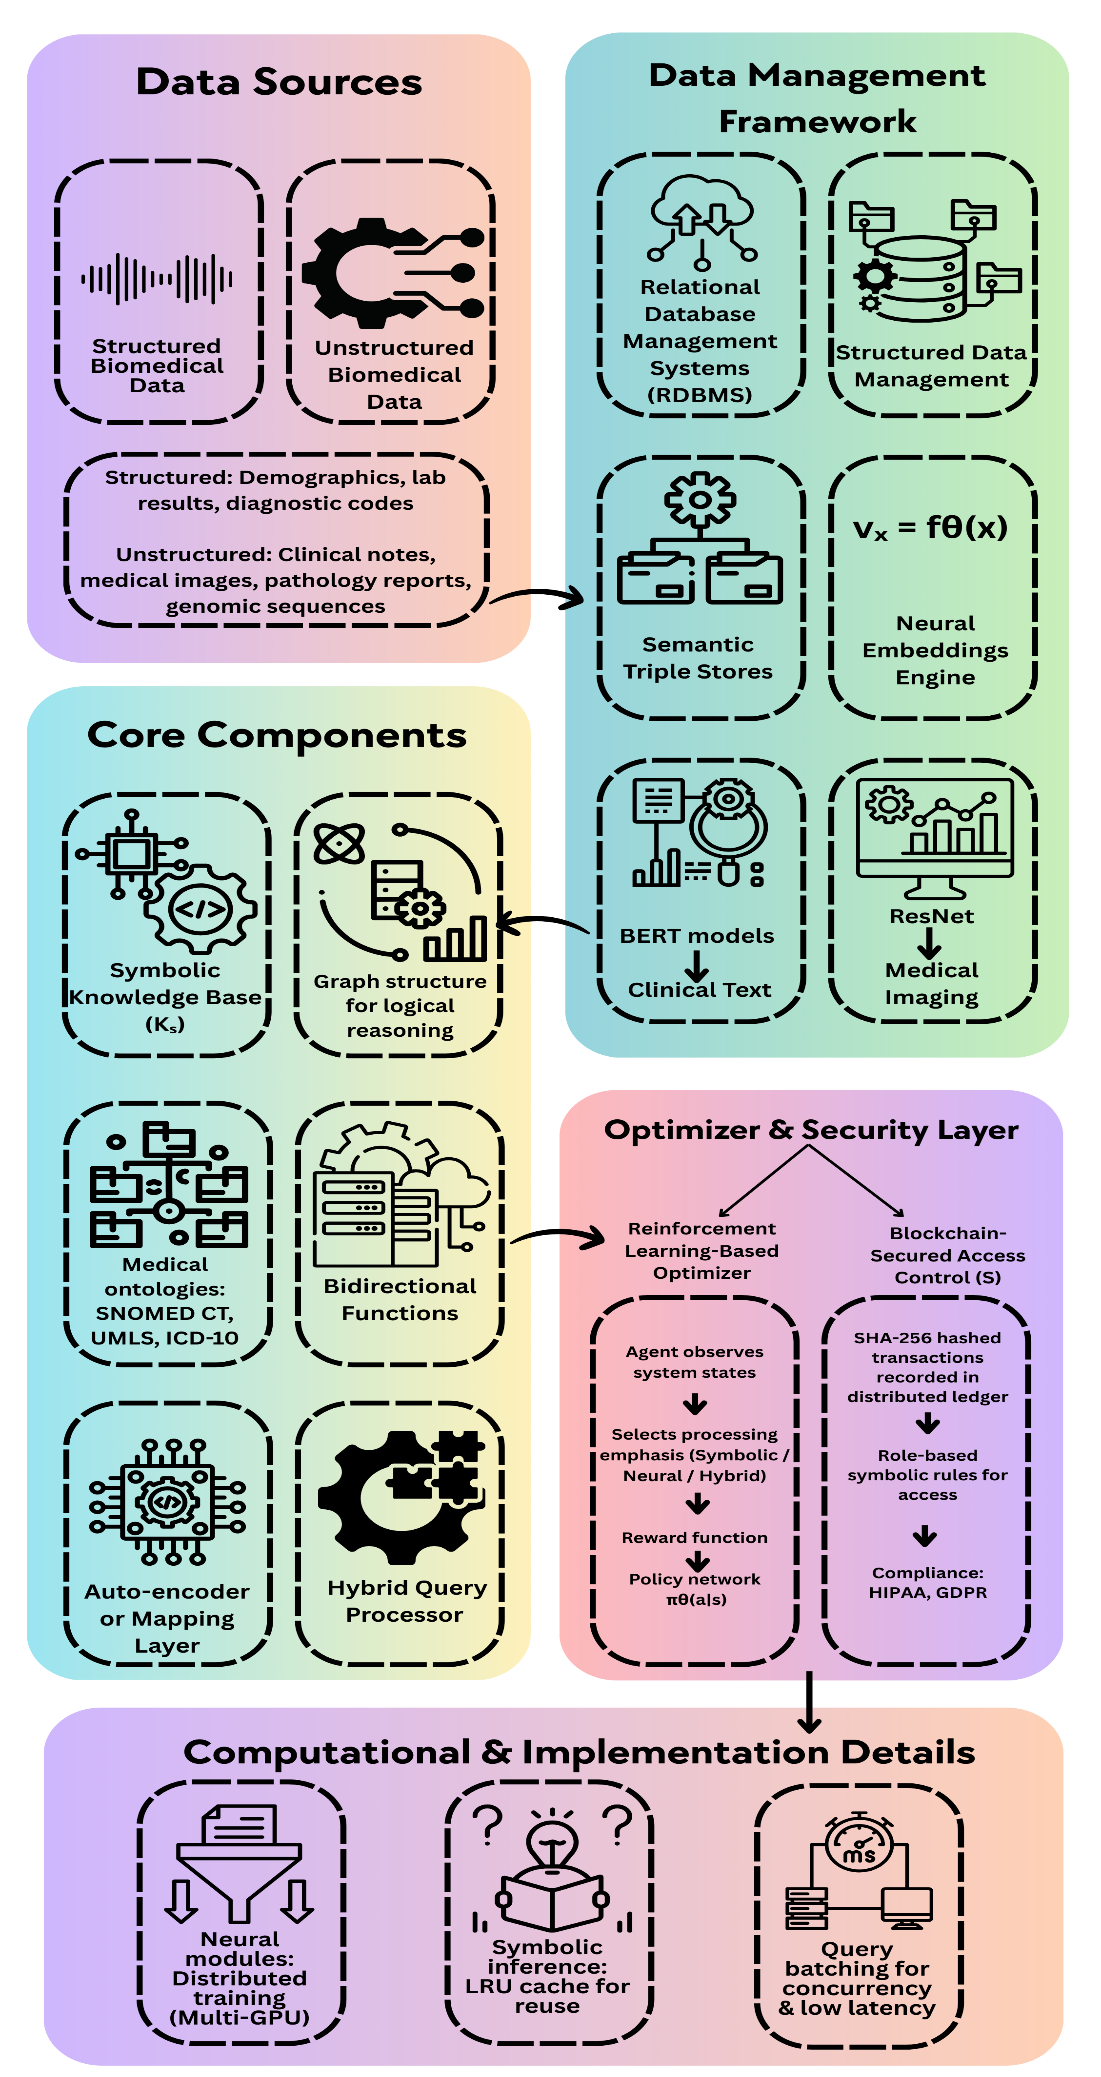 Data Sources
Structured
Biomedical
Data
Unstructured
Biomedical
Data
Structured: Demographics, lab
results, diagnostic codes
Unstructured: Clinical notes,
medical images, pathology reports,
genomic sequences
Data Management
Framework
Relational
Database
Management
Systems
(RDBMS)
Structured Data
Management
Semantic
Triple Stores
vₓ = fθ(x)
Neural
Embeddings
Engine
BERT models
Clinical Text
ResNet
Medical
Imaging
Core Components
</>
Symbolic
Knowledge Base
(Kₛ)
Graph structure
for logical
reasoning
Medical
ontologies:
SNOMED CT,
UMLS, ICD-10
Bidirectional
Functions
</>
Auto-encoder
or Mapping
Layer
Hybrid Query
Processor
Optimizer & Security Layer
Reinforcement
Learning-Based
Optimizer
Agent observes
system states
Selects processing
emphasis (Symbolic /
Neural / Hybrid)
Reward function
Policy network
πθ(a|s)
Blockchain-
Secured Access
Control (S)
SHA-256 hashed
transactions
recorded in
distributed ledger
Role-based
symbolic rules for
access
Compliance:
HIPAA, GDPR
Computational & Implementation Details
Neural
modules:
Distributed
training
(Multi-GPU)
? ?
Symbolic
inference:
LRU cache for
reuse
ms
Query
batching for
concurrency
& low latency